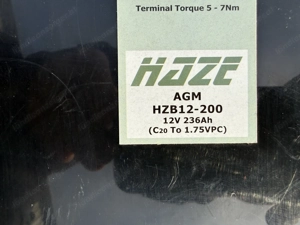 Terminal Torque 5 - 7Nm
HAZE
AGM
HZB12-200
12V 236Ah
(C20 To 1.75VPC)